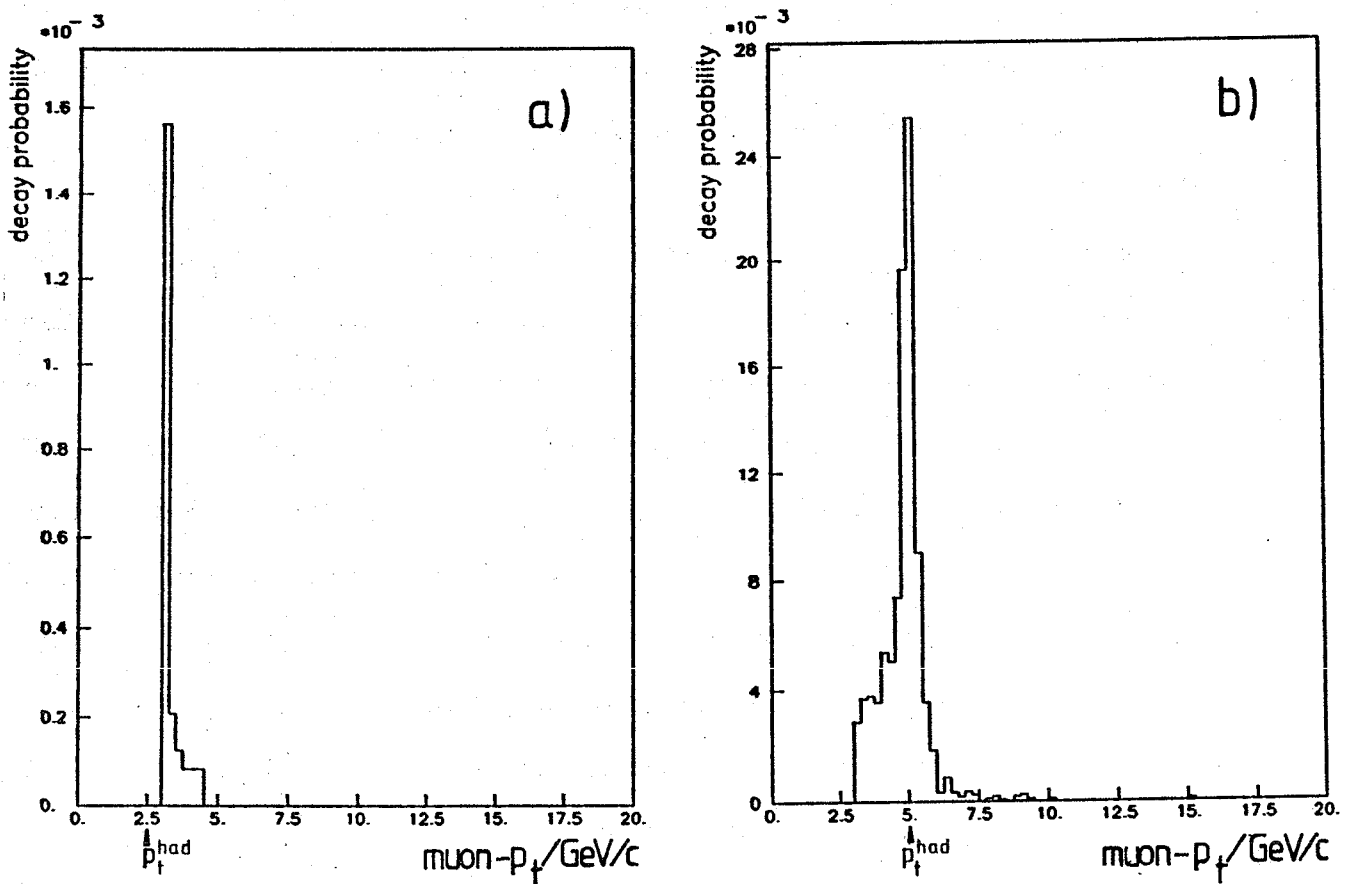 *10 - 3
decay probability
1.6
1.4
1.2
1.
0.8
0.6
0.4
0.2
0.
a)
0. 2.5 5. 7.5 10. 12.5 15. 17.5 20.
p_t^had
muon-p_t/GeV/c
*10 - 3
decay probability
28
24
20
16
12
8
4
0
b)
0. 2.5 5. 7.5 10. 12.5 15. 17.5 20.
p_t^had
muon-p_t/GeV/c